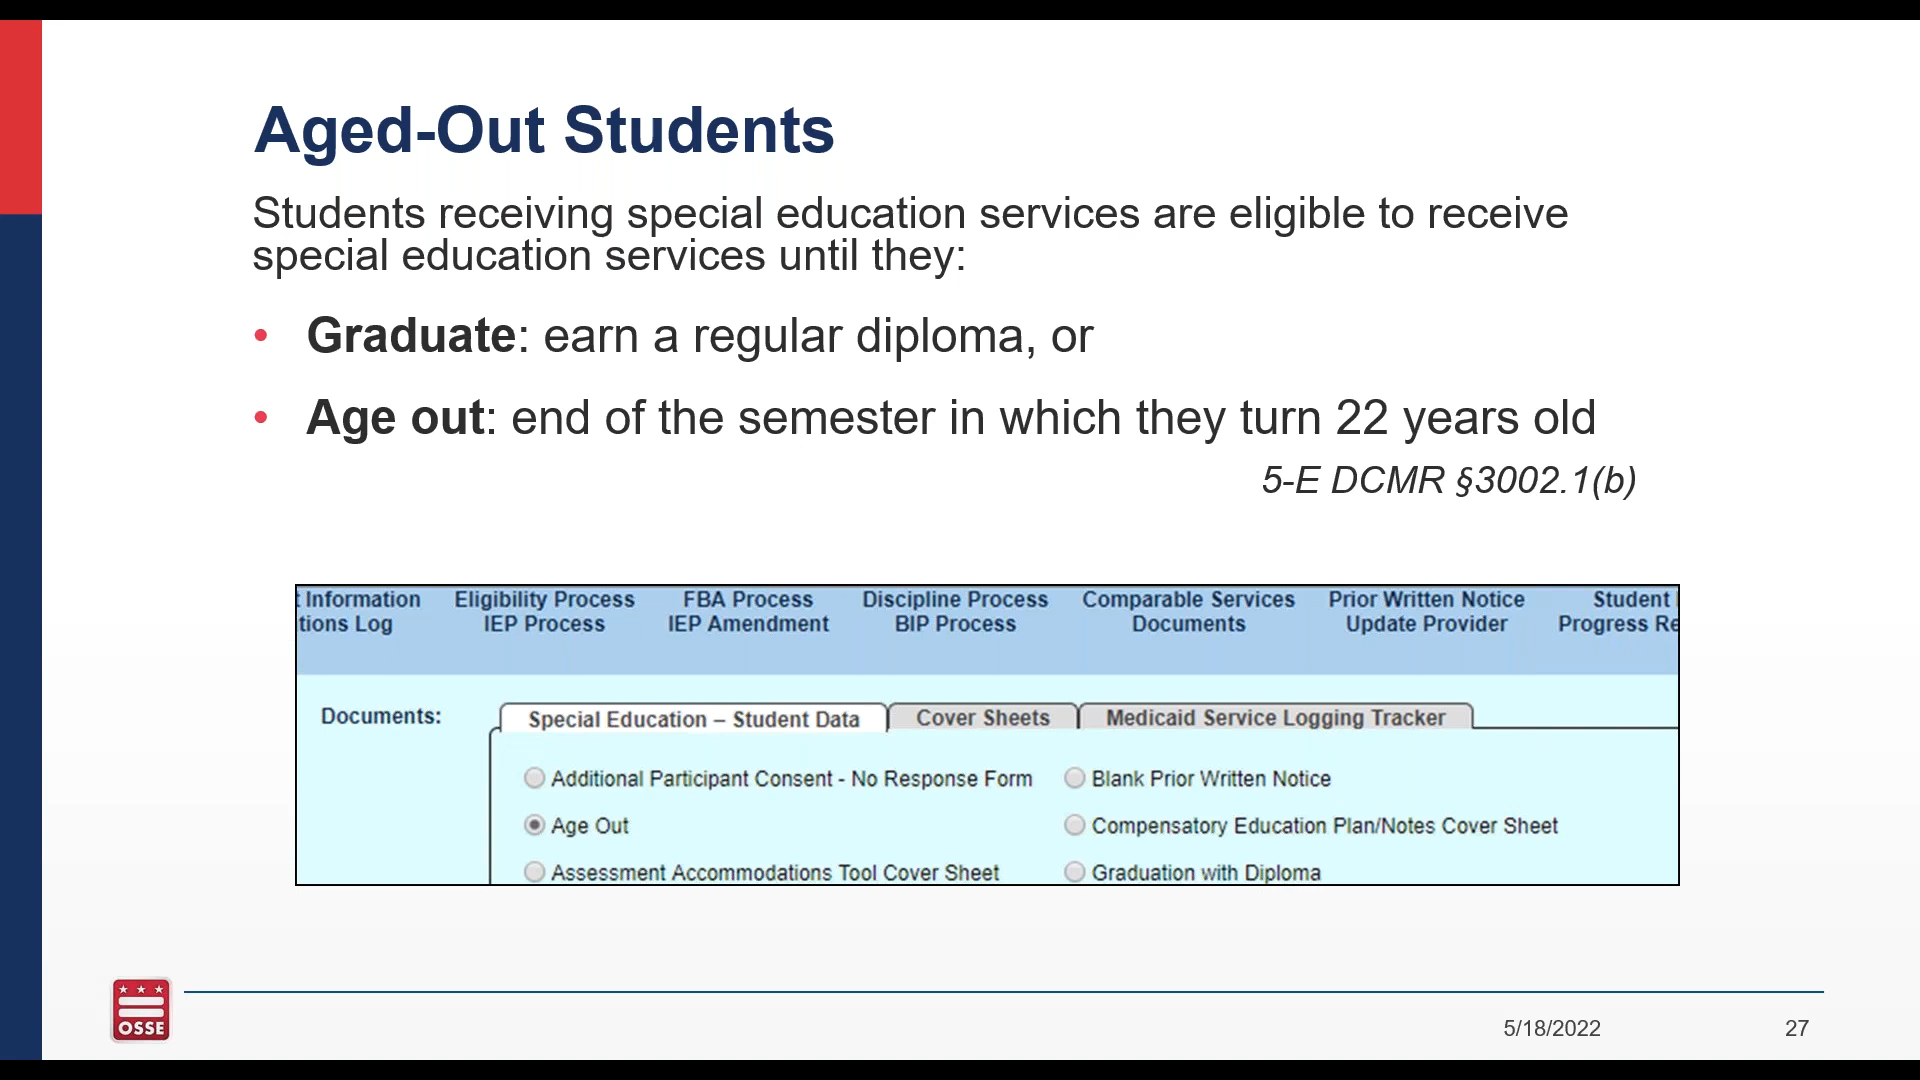 Aged-Out Students
Students receiving special education services are eligible to receive
special education services until they:
• Graduate: earn a regular diploma, or
• Age out: end of the semester in which they turn 22 years old
5-E DCMR §3002.1(b)
t Information Eligibility Process FBA Process Discipline Process Comparable Services Prior Written Notice Student
tions Log IEP Process IEP Amendment BIP Process Documents Update Provider Progress Re
Documents: Special Education – Student Data Cover Sheets Medicaid Service Logging Tracker
Additional Participant Consent - No Response Form Blank Prior Written Notice
Age Out Compensatory Education Plan/Notes Cover Sheet
Assessment Accommodations Tool Cover Sheet Graduation with Diploma
OSSE
5/18/2022 27